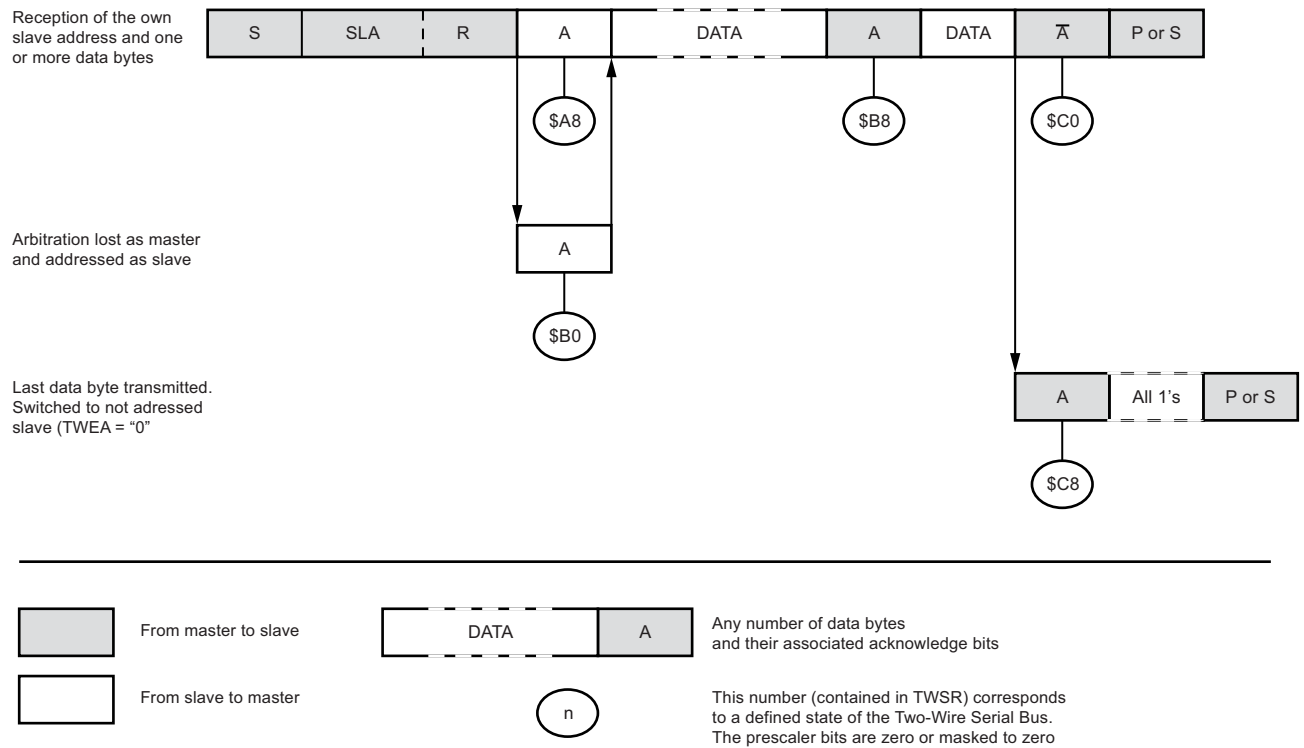 Reception of the own
slave address and one
or more data bytes
S SLA R A DATA A DATA A̅ P or S
$A8 $B8 $C0
Arbitration lost as master
and addressed as slave
A
$B0
Last data byte transmitted.
Switched to not adressed
slave (TWEA = “0”
A All 1's P or S
$C8
From master to slave
DATA A
Any number of data bytes
and their associated acknowledge bits
From slave to master
n
This number (contained in TWSR) corresponds
to a defined state of the Two-Wire Serial Bus.
The prescaler bits are zero or masked to zero